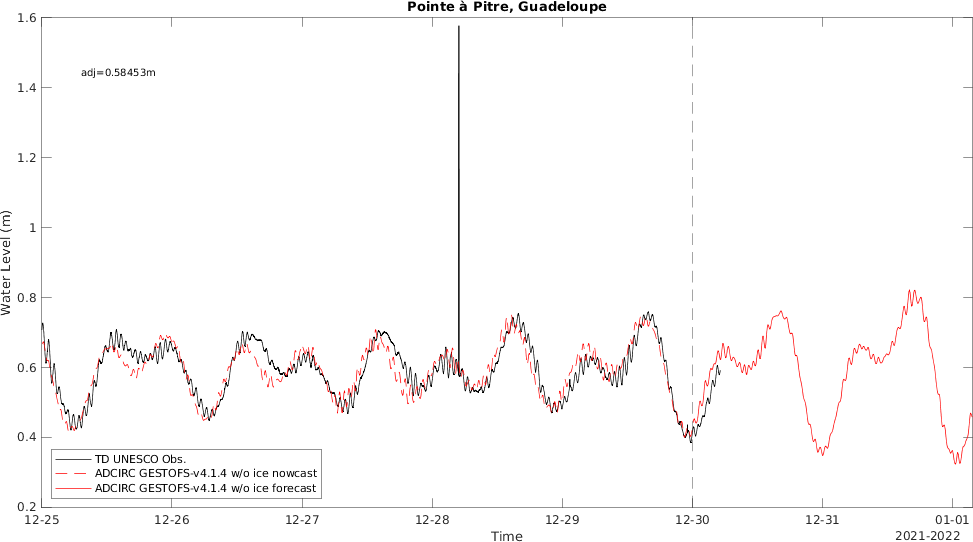 Pointe à Pitre, Guadeloupe
1.6
1.4
1.2
1
0.8
0.6
0.4
0.2
Water Level (m)
adj=0.58453m
TD UNESCO Obs.
ADCIRC GESTOFS-v4.1.4 w/o ice nowcast
ADCIRC GESTOFS-v4.1.4 w/o ice forecast
12-25 12-26 12-27 12-28 12-29 12-30 12-31 01-01
Time
2021-2022